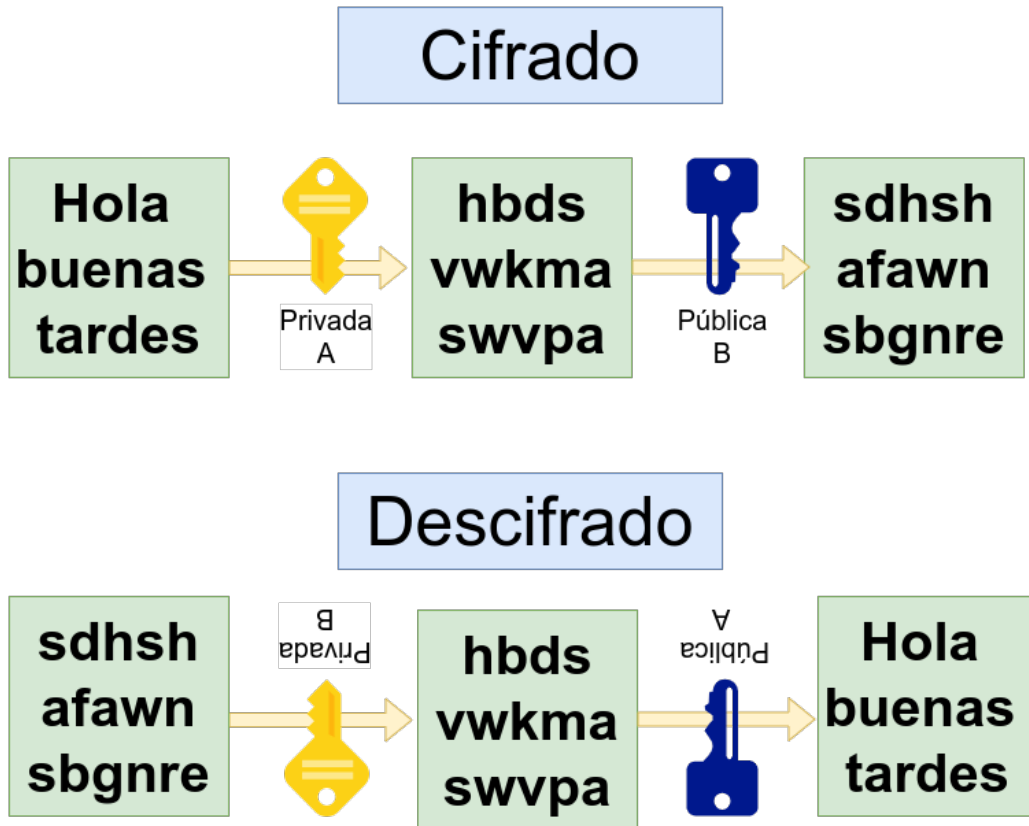 Cifrado
Hola
buenas
tardes
Privada
A
hbds
vwkma
swvpa
Pública
B
sdhsh
afawn
sbgnre
Descifrado
sdhsh
afawn
sbgnre
Privada
B
hbds
vwkma
swvpa
Pública
A
Hola
buenas
tardes